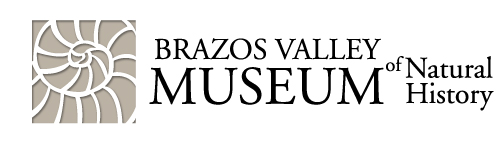 BRAZOS VALLEY
MUSEUM of Natural
History